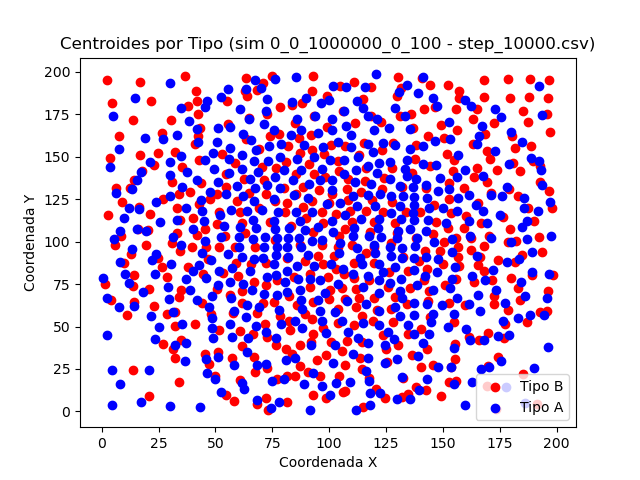 Centroides por Tipo (sim 0_0_1000000_0_100 - step_10000.csv)
Coordenada Y
200
175
150
125
100
75
50
25
0
Tipo B
Tipo A
0 25 50 75 100 125 150 175 200
Coordenada X